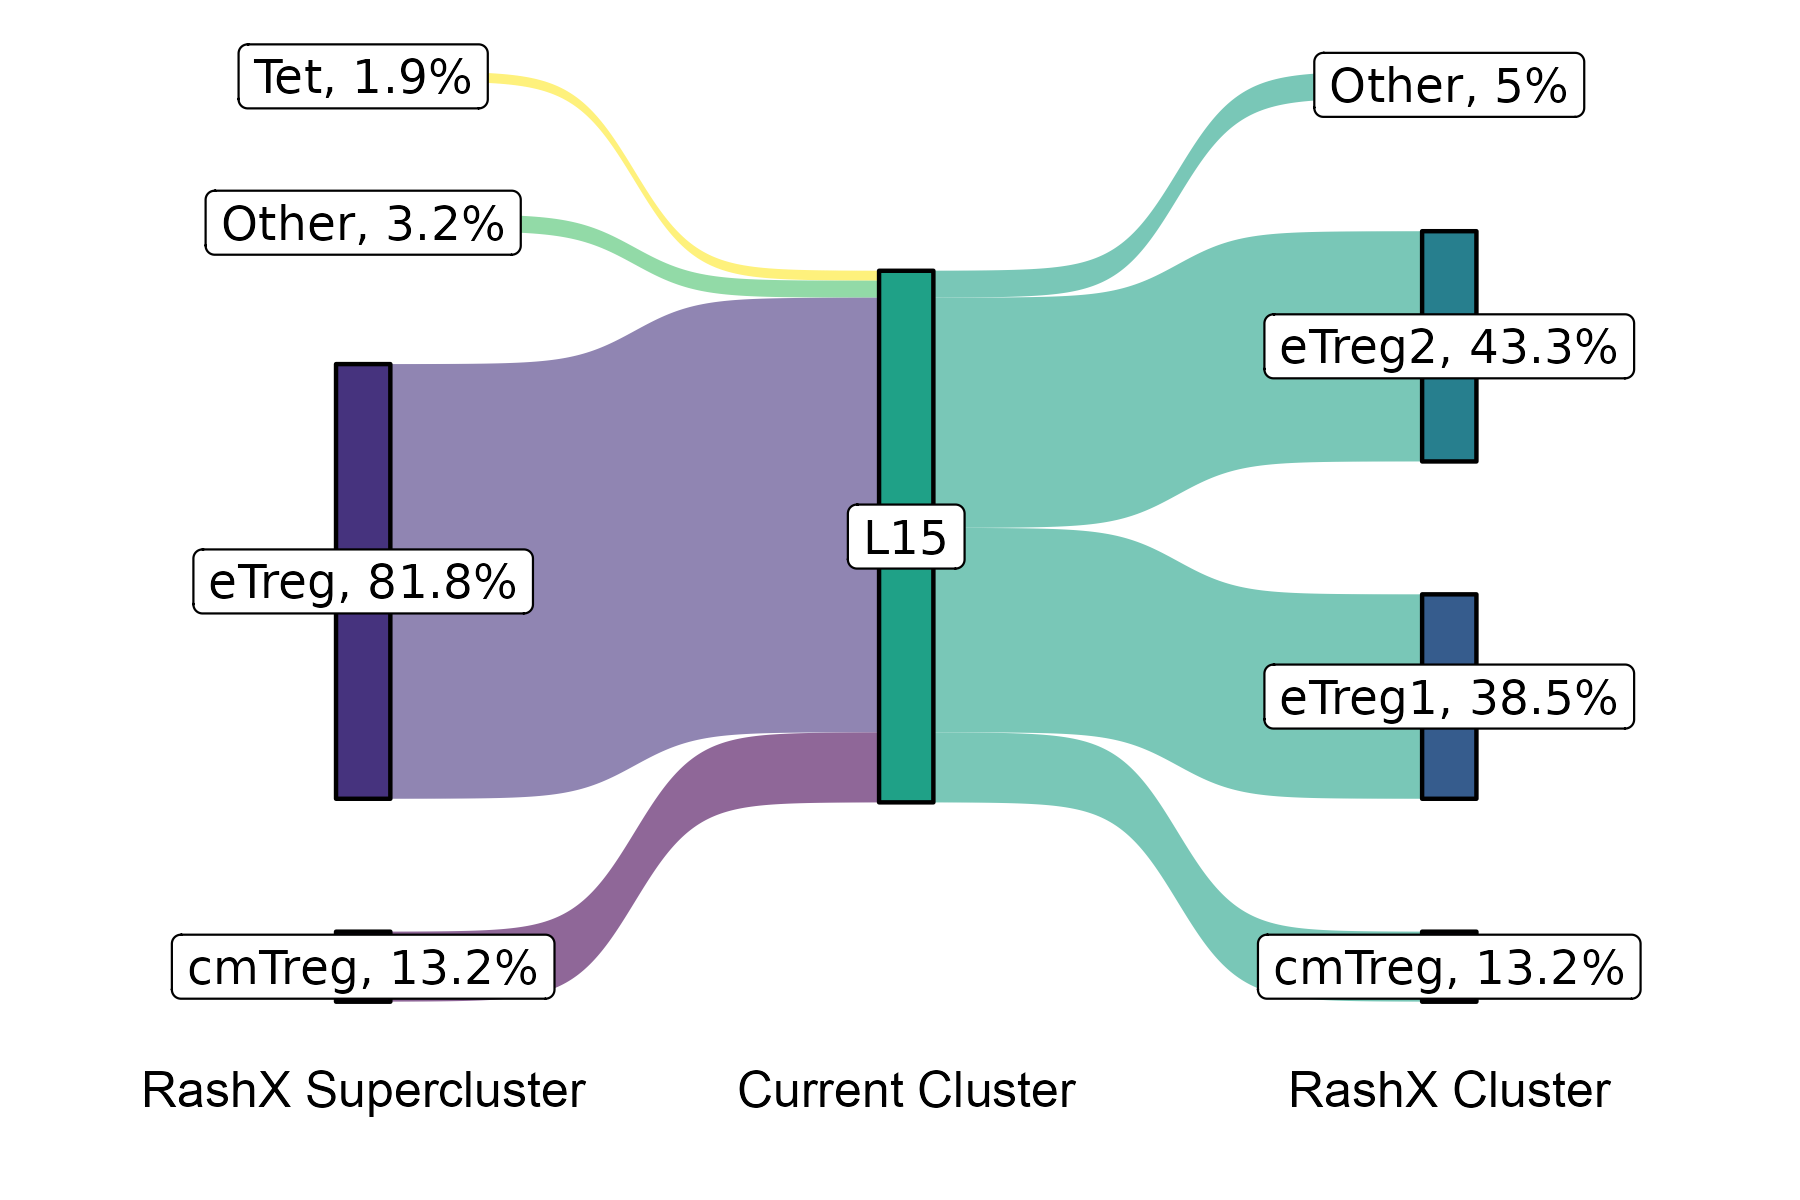 Tet, 1.9%
Other, 5%
Other, 3.2%
eTreg2, 43.3%
L15
eTreg, 81.8%
eTreg1, 38.5%
cmTreg, 13.2%
cmTreg, 13.2%
RashX Supercluster
Current Cluster
RashX Cluster